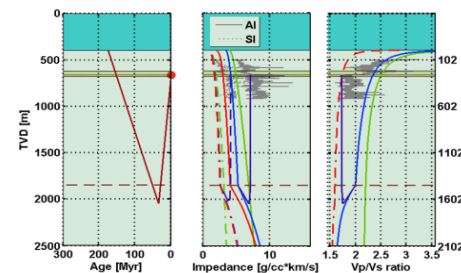 0
500
1000
1500
2000
2500
TVD [m]
300 200 100 0
Age [Myr]
AI
SI
0 10
Impedance [g/cc*km/s]
102
602
1102
1602
2102
1.5 2 2.5 3 3.5
Vp/Vs ratio